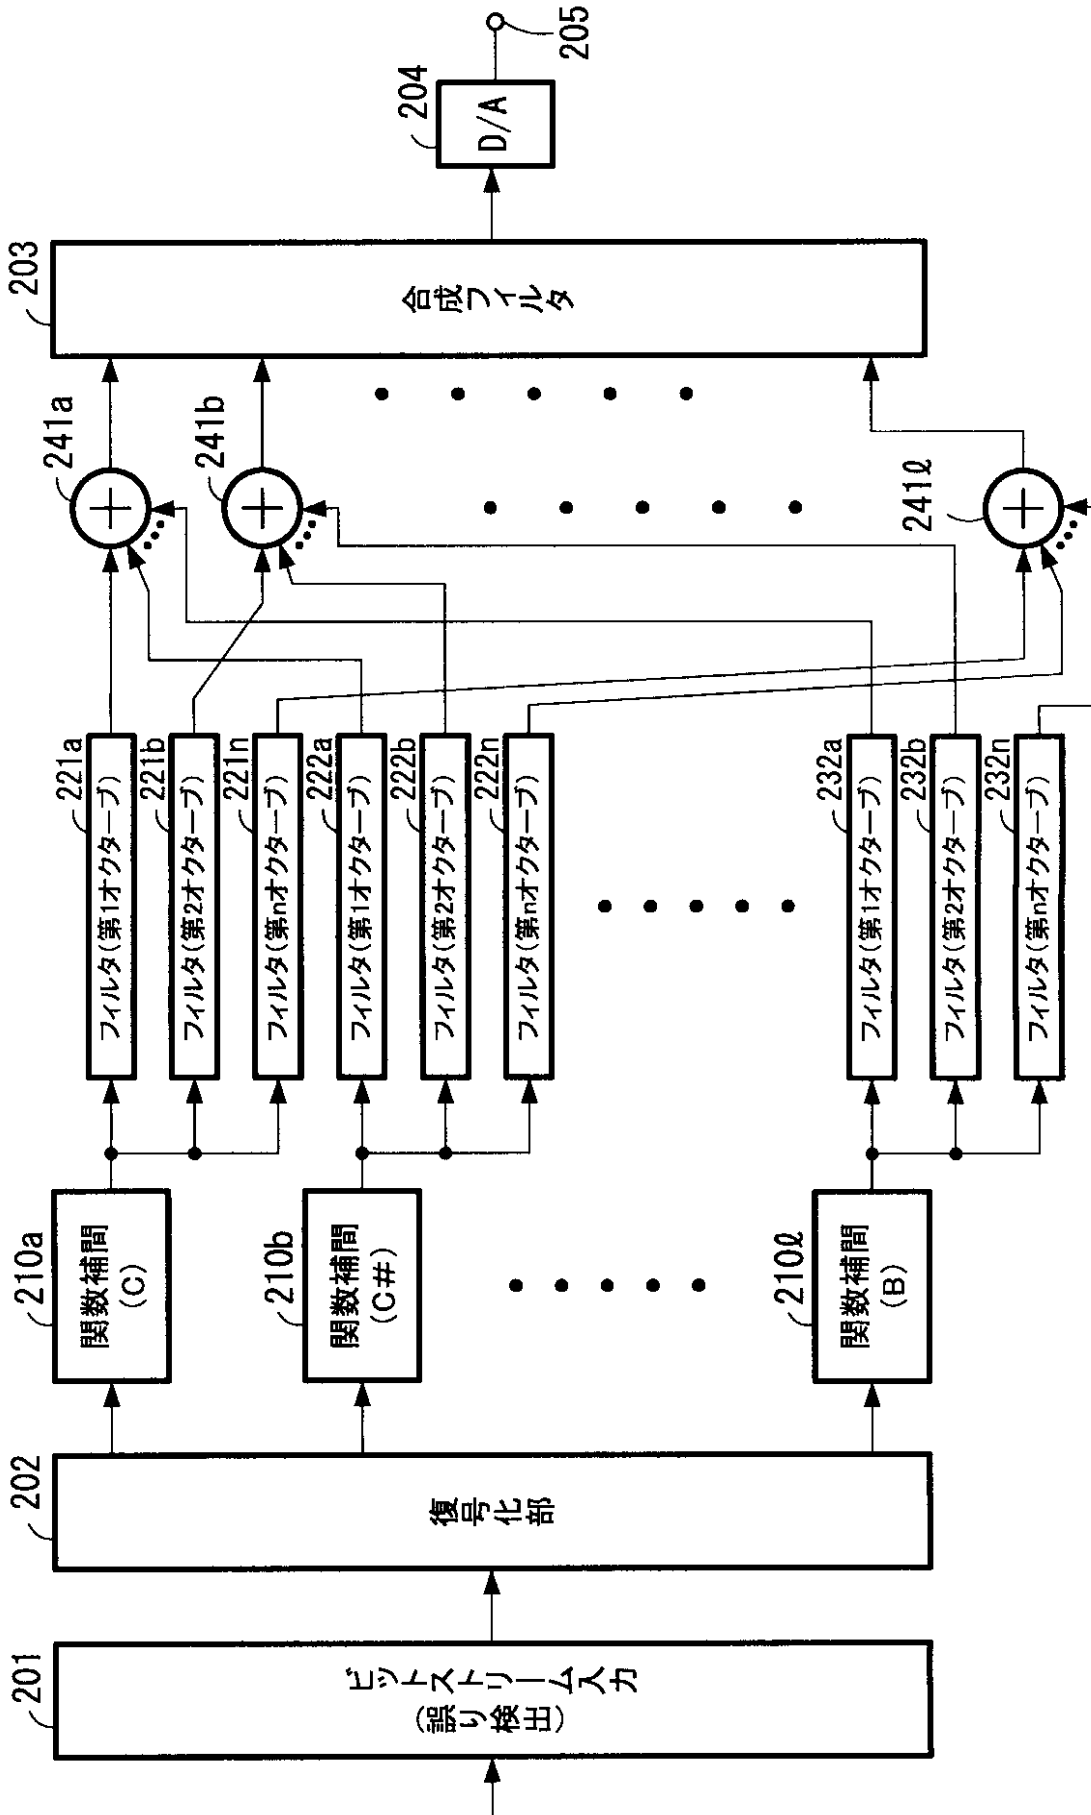 201
ビットストリーム入力
(誤り検出)
202
復号化部
210a
関数補間
(C)
210b
関数補間
(C#)
210ℓ
関数補間
(B)
221a
フィルタ(第1オクターブ)
221b
フィルタ(第2オクターブ)
221n
フィルタ(第nオクターブ)
222a
フィルタ(第1オクターブ)
222b
フィルタ(第2オクターブ)
222n
フィルタ(第nオクターブ)
232a
フィルタ(第1オクターブ)
232b
フィルタ(第2オクターブ)
232n
フィルタ(第nオクターブ)
241a
+
241b
+
241ℓ
+
203
合成フィルタ
204
D/A
205